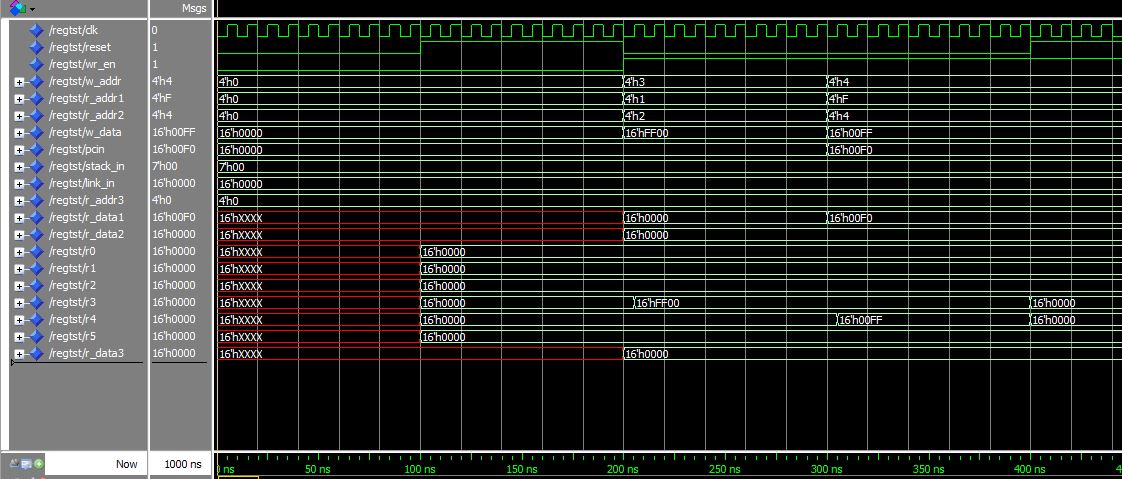 Msgs
/regtst/clk 0
/regtst/reset 1
/regtst/wr_en 1
/regtst/w_addr 4'h4 4'h0 4'h3 4'h4
/regtst/r_addr1 4'hF 4'h0 4'h1 4'hF
/regtst/r_addr2 4'h4 4'h0 4'h2 4'h4
/regtst/w_data 16'h00FF 16'h0000 16'hFF00 16'h00FF
/regtst/pcin 16'h00F0 16'h0000 16'h00F0
/regtst/stack_in 7'h00 7'h00
/regtst/link_in 16'h0000 16'h0000
/regtst/r_addr3 4'h0 4'h0
/regtst/r_data1 16'h00F0 16'hXXXX 16'h0000 16'h00F0
/regtst/r_data2 16'h0000 16'hXXXX 16'h0000
/regtst/r0 16'h0000 16'hXXXX 16'h0000
/regtst/r1 16'h0000 16'hXXXX 16'h0000
/regtst/r2 16'h0000 16'hXXXX 16'h0000
/regtst/r3 16'h0000 16'hXXXX 16'h0000 16'hFF00 16'h0000
/regtst/r4 16'h0000 16'hXXXX 16'h0000 16'h00FF 16'h0000
/regtst/r5 16'h0000 16'hXXXX 16'h0000
/regtst/r_data3 16'h0000 16'hXXXX 16'h0000
Now 1000 ns 0 ns 50 ns 100 ns 150 ns 200 ns 250 ns 300 ns 350 ns 400 ns